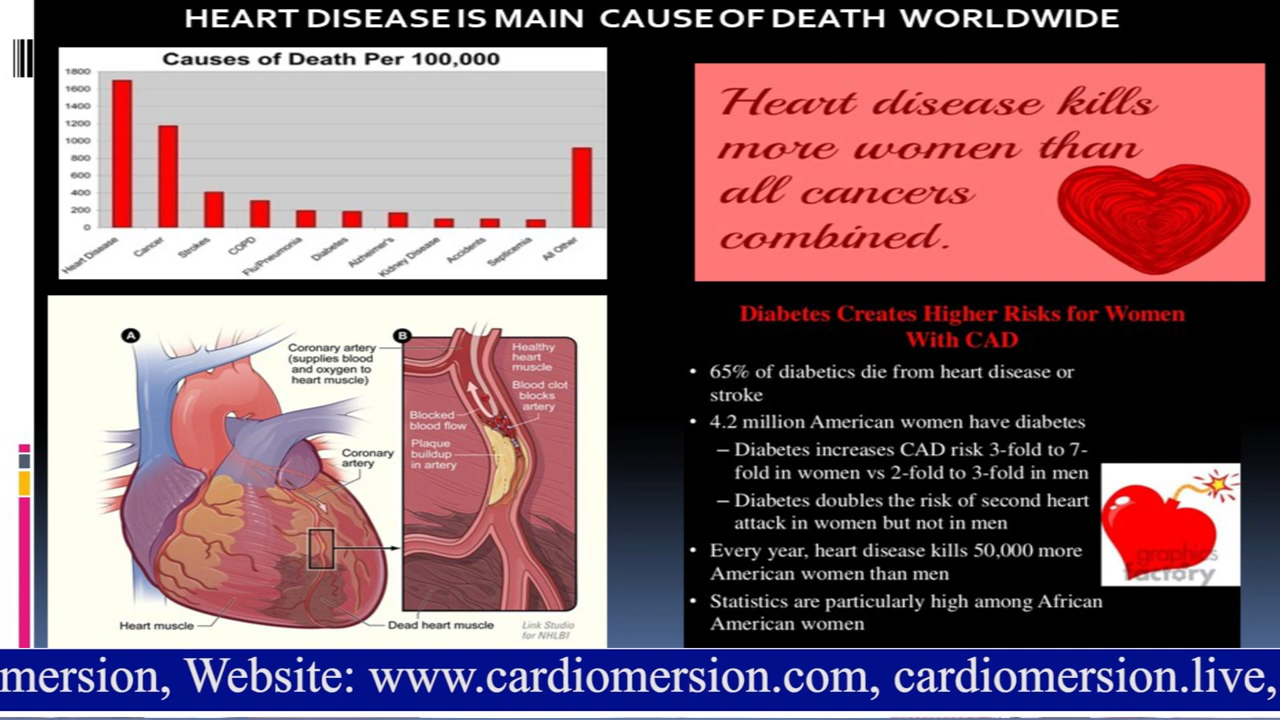 HEART DISEASE IS MAIN CAUSE OF DEATH WORLDWIDE
Causes of Death Per 100,000
1800
1600
1400
1200
1000
800
600
400
200
0
Heart Disease
Cancer
Strokes
COPD
Flu/Pneumonia
Diabetes
Alzheimer's
Kidney Disease
Accidents
Septicemia
All Other
Heart disease kills
more women than
all cancers
combined.
A
Coronary artery
(supplies blood
and oxygen to
heart muscle)
Coronary
artery
Heart muscle
Dead heart muscle
B
Healthy
heart
muscle
Blood clot
blocks
artery
Blocked
blood flow
Plaque
buildup
in artery
Link Studio
for NHLBI
Diabetes Creates Higher Risks for Women
With CAD
• 65% of diabetics die from heart disease or
stroke
• 4.2 million American women have diabetes
– Diabetes increases CAD risk 3-fold to 7-
fold in women vs 2-fold to 3-fold in men
– Diabetes doubles the risk of second heart
attack in women but not in men
• Every year, heart disease kills 50,000 more
American women than men
• Statistics are particularly high among African
American women
graphics
factory
mersion, Website: www.cardiomersion.com, cardiomersion.live,